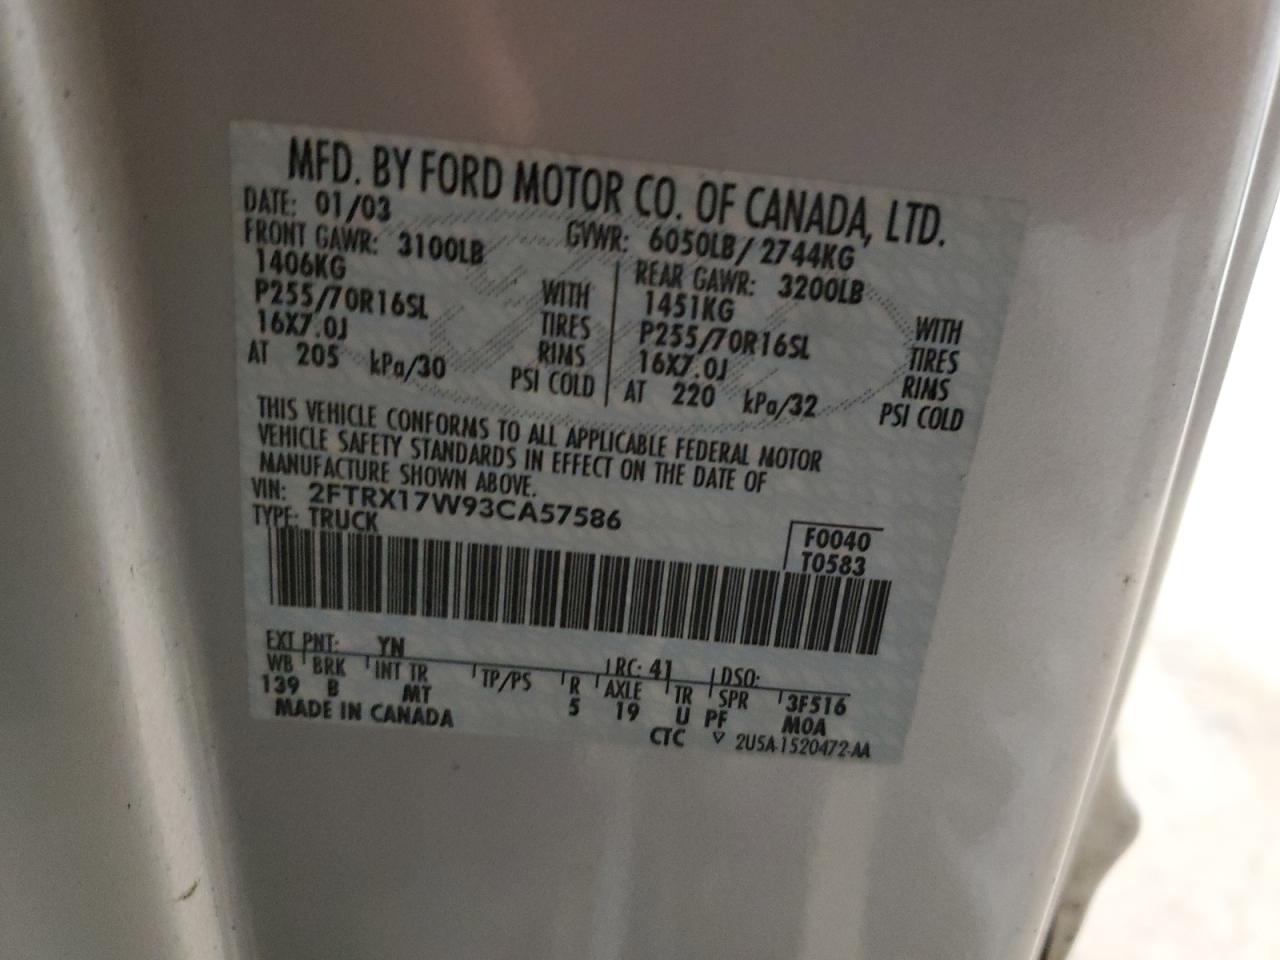 MFD. BY FORD MOTOR CO. OF CANADA, LTD.
DATE: 01/03
GVWR: 6050LB/2744KG
FRONT GAWR: 3100LB
1406KG WITH
P255/70R16SL TIRES
16X7.0J RIMS
AT 205 kPa/30 PSI COLD
REAR GAWR: 3200LB
1451KG WITH
P255/70R16SL TIRES
16X7.0J RIMS
AT 220 kPa/32 PSI COLD
THIS VEHICLE CONFORMS TO ALL APPLICABLE FEDERAL MOTOR
VEHICLE SAFETY STANDARDS IN EFFECT ON THE DATE OF
MANUFACTURE SHOWN ABOVE.
VIN: 2FTRX17W93CA57586
TYPE: TRUCK
F0040
T0583
EXT PNT: YN RC: 41 DSO:
WB BRK INT TR TP/PS R AXLE TR SPR 3F516
139 B MT 5 19 U PF M0A
MADE IN CANADA CTC ▽ 2U5A-1520472-AA